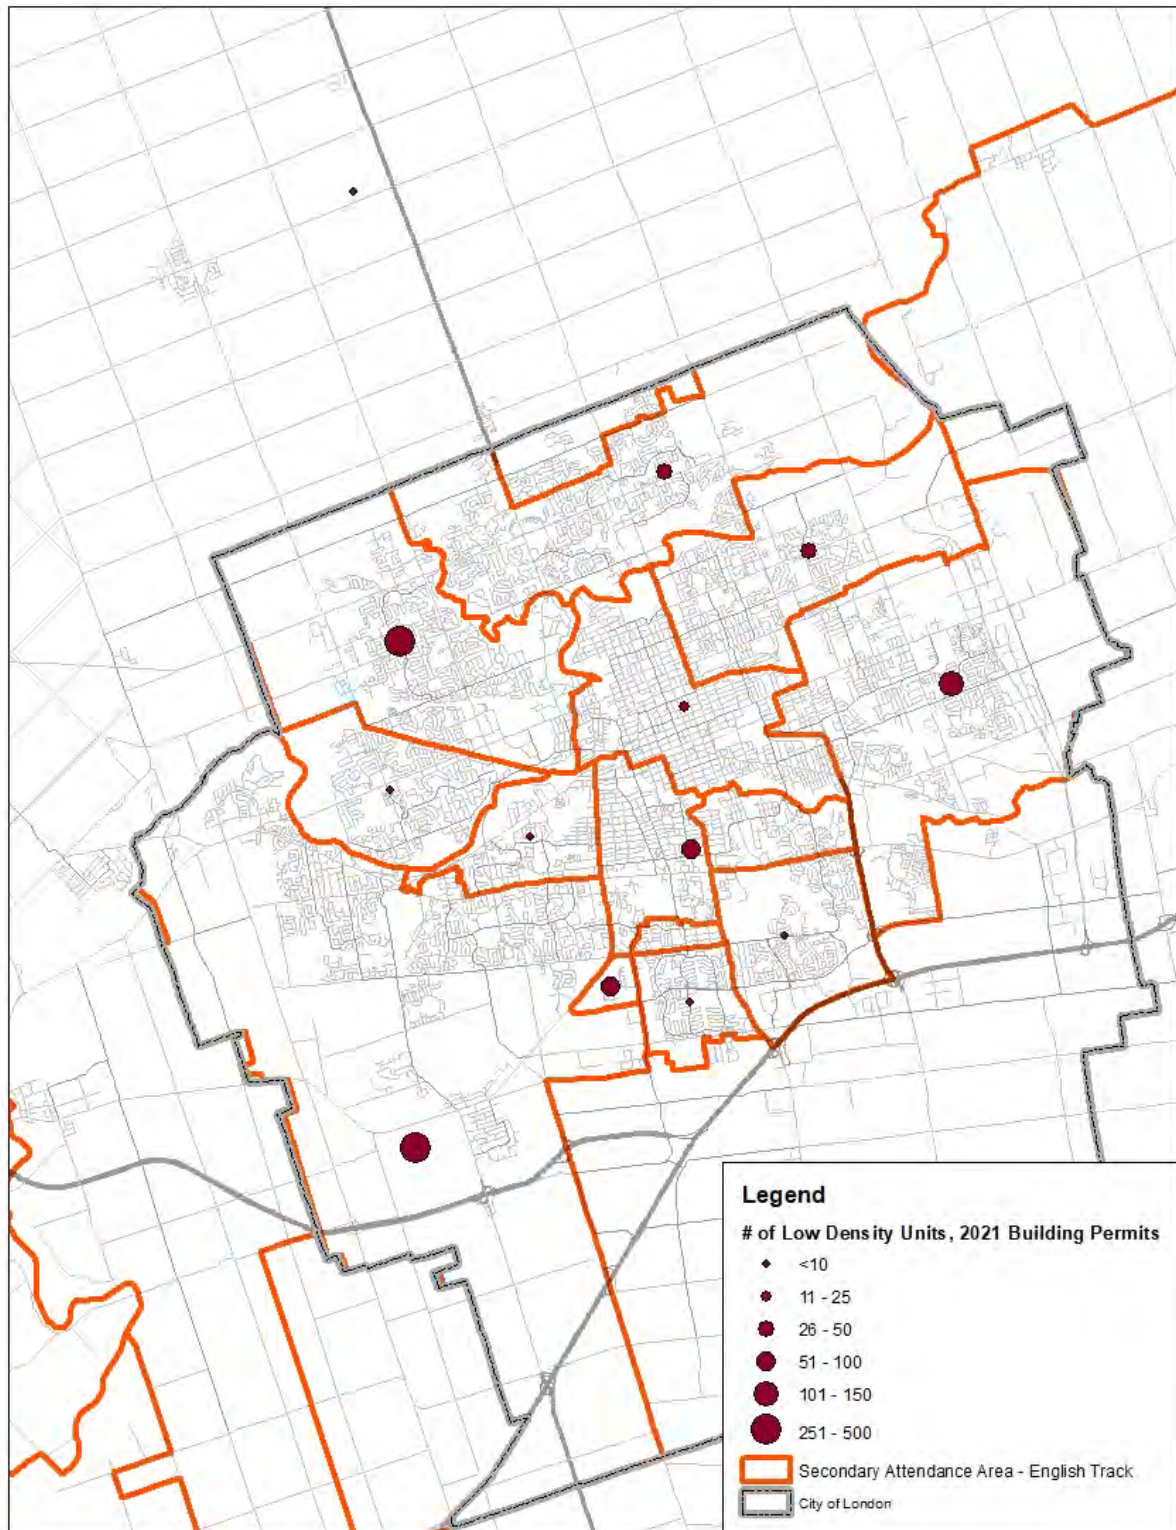 Legend
# of Low Density Units, 2021 Building Permits
<10
11 - 25
26 - 50
51 - 100
101 - 150
251 - 500
Secondary Attendance Area - English Track
City of London